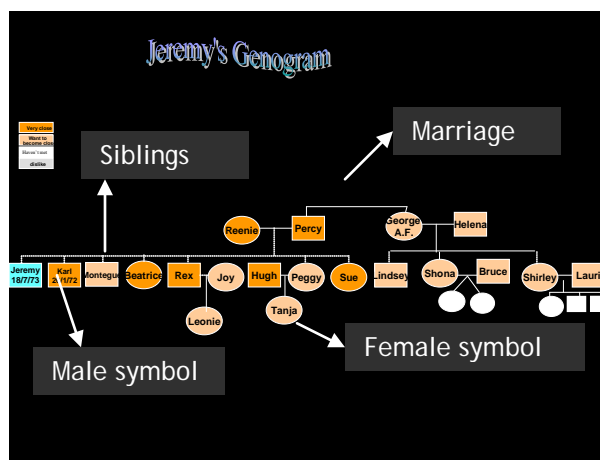 Jeremy's Genogram
Very close
Want to
become clos
Haven't met
dislike
Siblings
Marriage
Reenie
Percy
George
A.F.
Helena
Jeremy
18/7/73
Karl
Montegue
Beatrice
Rex
Joy
Hugh
Peggy
Sue
Lindsey
Shona
Bruce
Shirley
Lauri
Leonie
Tanja
Male symbol
Female symbol